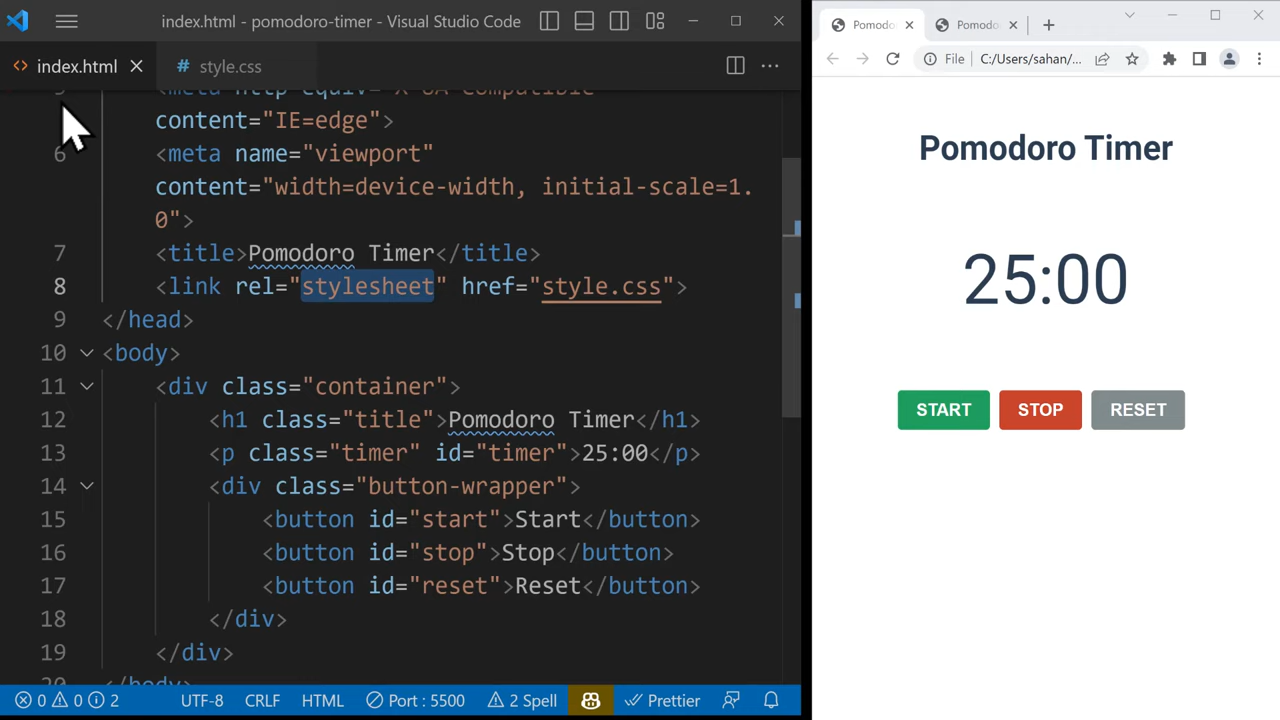 index.html - pomodoro-timer - Visual Studio Code
index.html
style.css
content="IE=edge">
6 <meta name="viewport"
content="width=device-width, initial-scale=1.
0">
7 <title>Pomodoro Timer</title>
8 <link rel="stylesheet" href="style.css">
9 </head>
10 <body>
11 <div class="container">
12 <h1 class="title">Pomodoro Timer</h1>
13 <p class="timer" id="timer">25:00</p>
14 <div class="button-wrapper">
15 <button id="start">Start</button>
16 <button id="stop">Stop</button>
17 <button id="reset">Reset</button>
18 </div>
19 </div>
20 </body>
0 0 2 UTF-8 CRLF HTML Port : 5500 2 Spell Prettier
Pomodo
Pomodo
File C:/Users/sahan/...
Pomodoro Timer
25:00
START STOP RESET